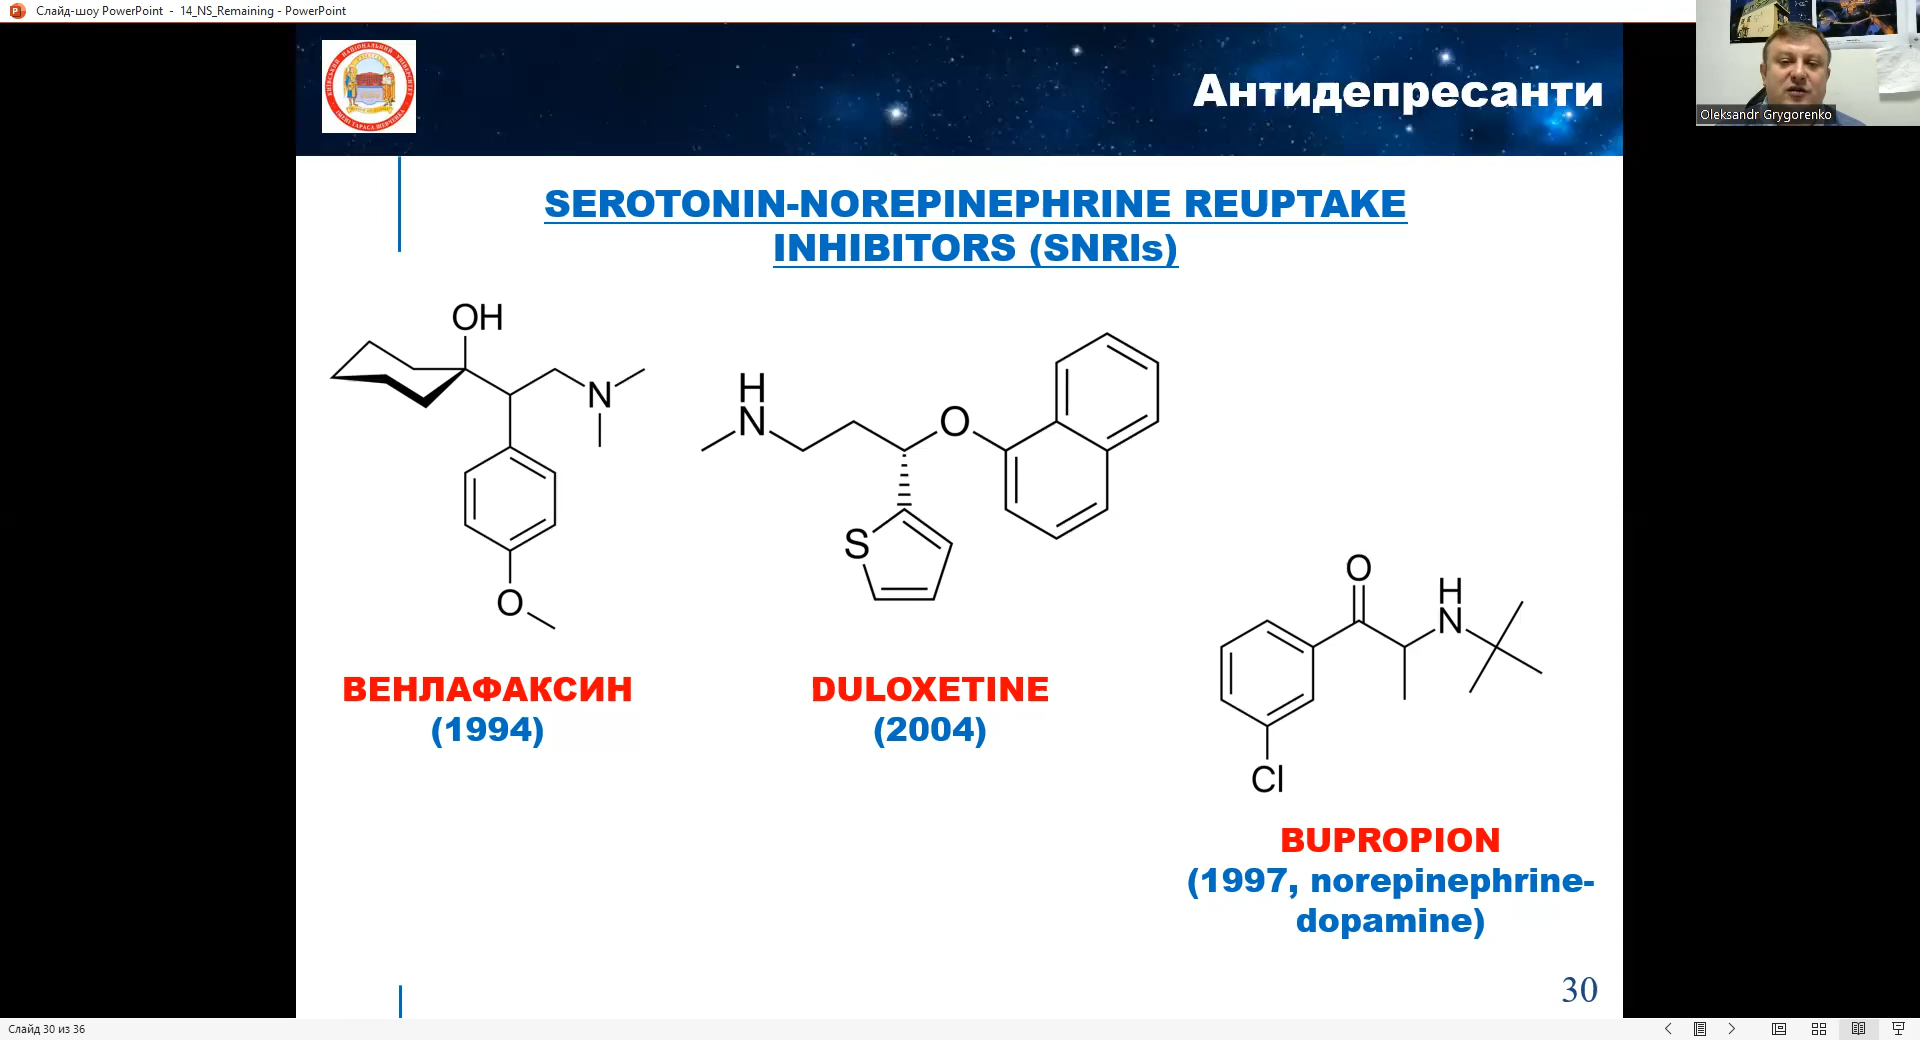 Слайд-шоу PowerPoint - 14_NS_Remaining - PowerPoint
Oleksandr Grygorenko
Антидепресанти
SEROTONIN-NOREPINEPHRINE REUPTAKE
INHIBITORS (SNRIs)
OH
N
O
ВЕНЛАФАКСИН
(1994)
H
N
O
S
DULOXETINE
(2004)
O
H
N
Cl
BUPROPION
(1997, norepinephrine-
dopamine)
30
Слайд 30 из 36